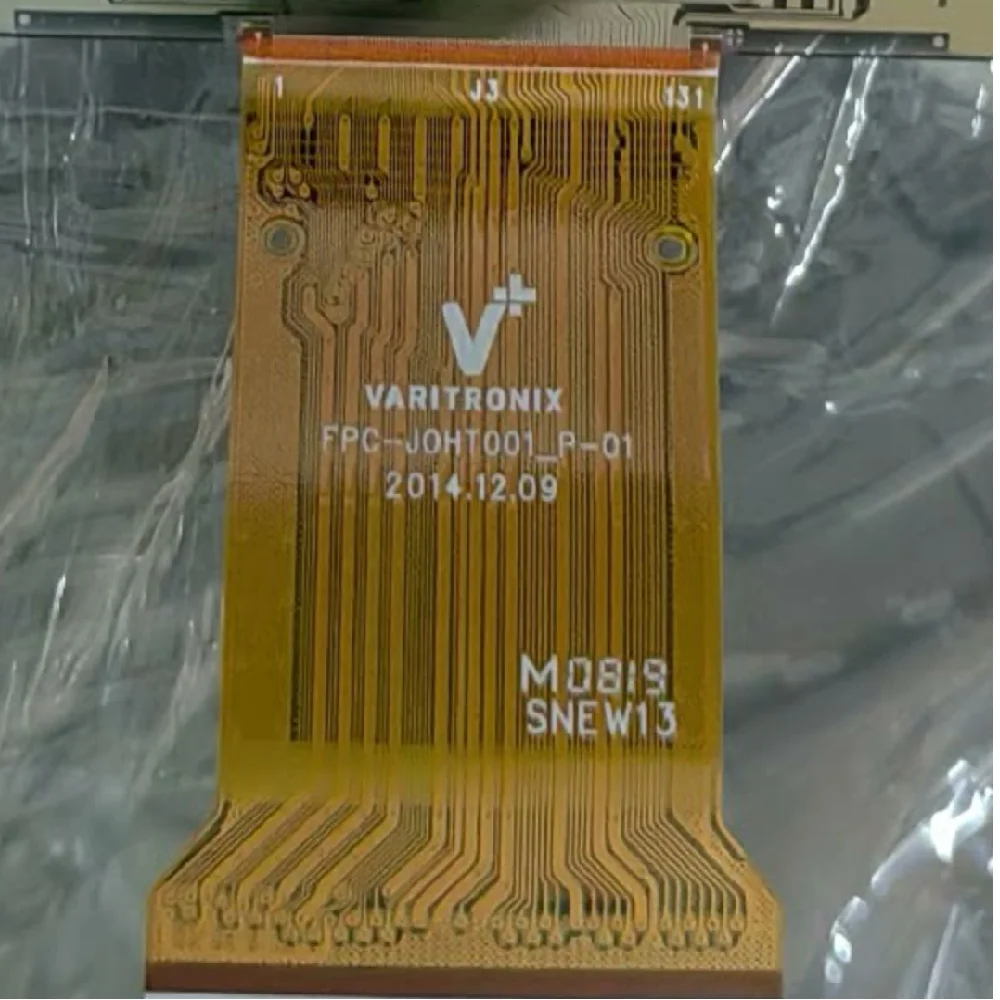 1 J3 131
V+
VARITRONIX
FPC-JOHT001_P-01
2014.12.09
M0819
SNEW13